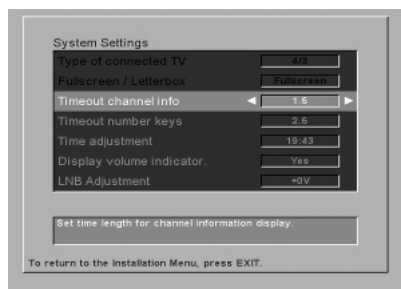 System Settings
Type of connected TV 4/3
Fullscreen / Letterbox Fullscreen
Timeout channel info 1.5
Timeout number keys 2.5
Time adjustment 19:43
Display volume indicator. Yes
LNB Adjustment +0V
Set time length for channel information display.
To return to the Installation Menu, press EXIT.